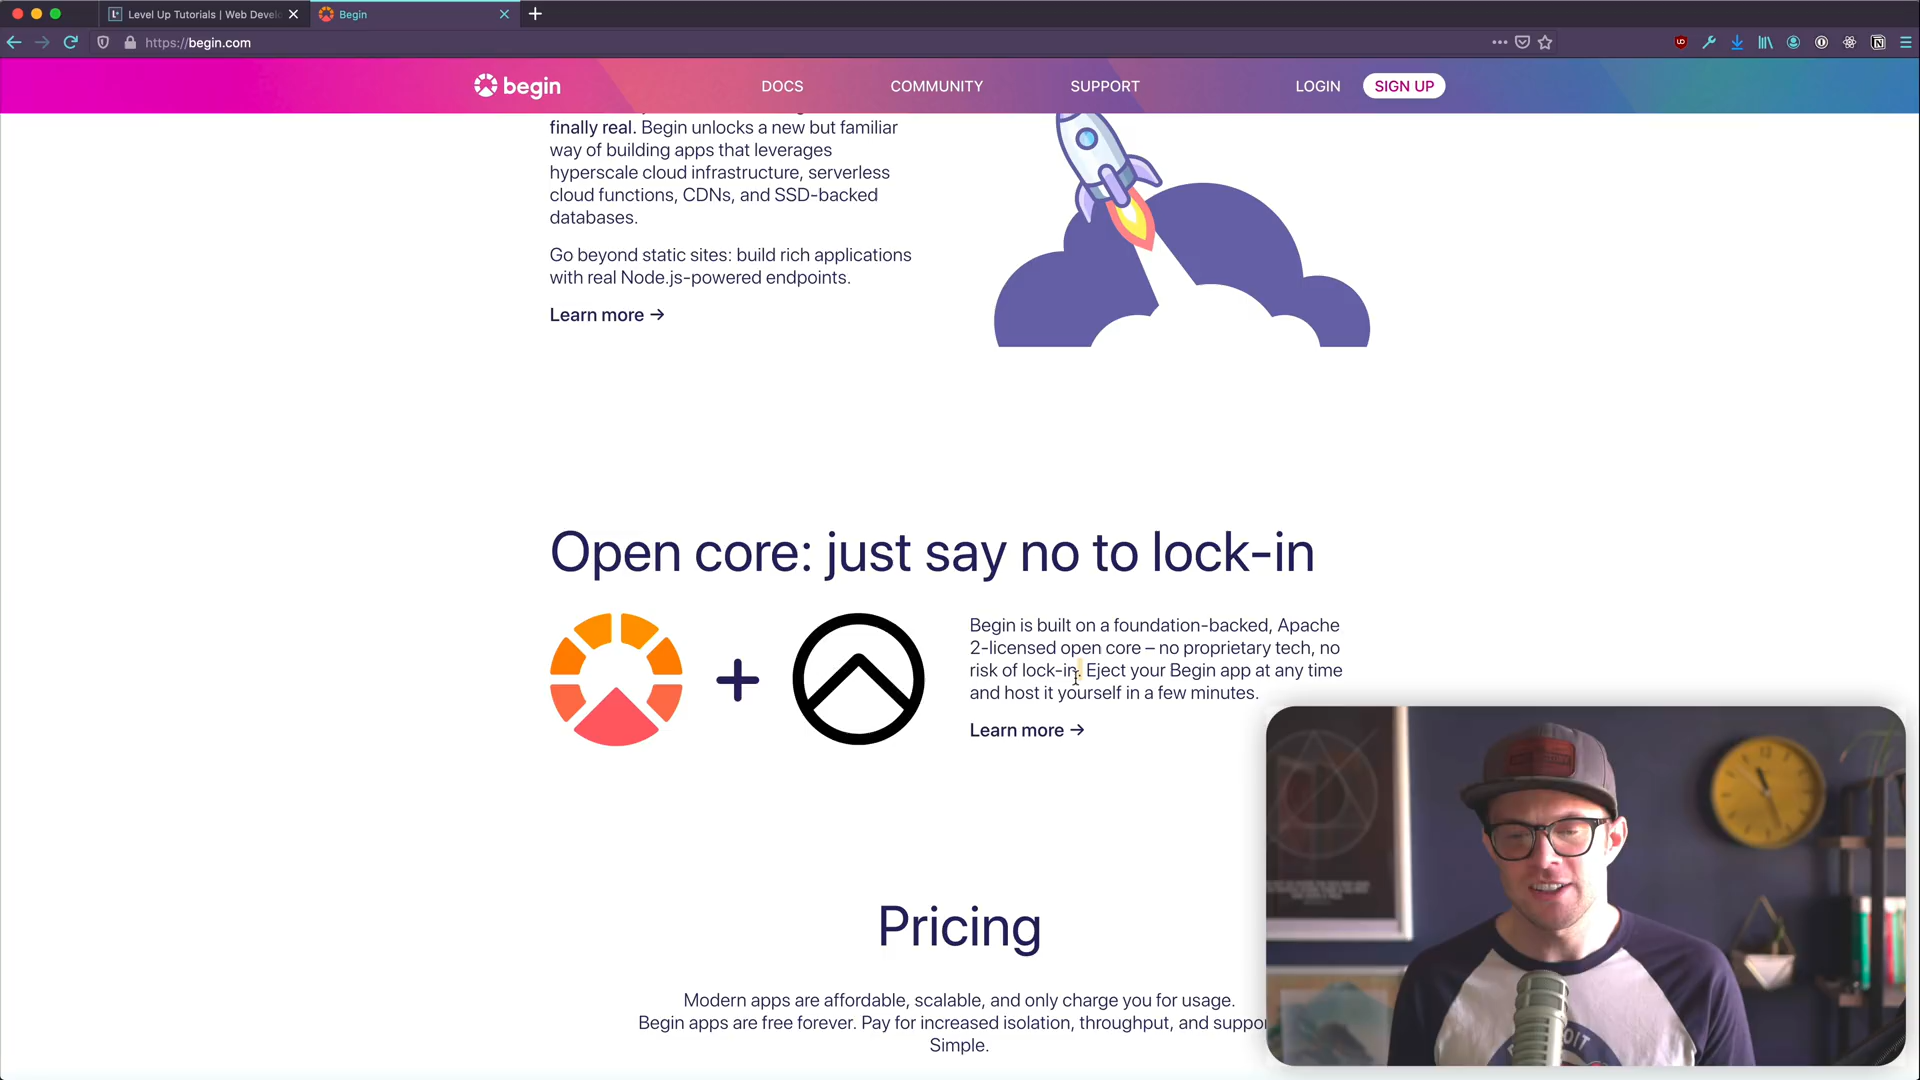 Level Up Tutorials | Web Devel
Begin
https://begin.com
begin
DOCS
COMMUNITY
SUPPORT
LOGIN
SIGN UP
finally real. Begin unlocks a new but familiar
way of building apps that leverages
hyperscale cloud infrastructure, serverless
cloud functions, CDNs, and SSD-backed
databases.
Go beyond static sites: build rich applications
with real Node.js-powered endpoints.
Learn more →
Open core: just say no to lock-in
Begin is built on a foundation-backed, Apache
2-licensed open core – no proprietary tech, no
risk of lock-in. Eject your Begin app at any time
and host it yourself in a few minutes.
Learn more →
Pricing
Modern apps are affordable, scalable, and only charge you for usage.
Begin apps are free forever. Pay for increased isolation, throughput, and suppo
Simple.